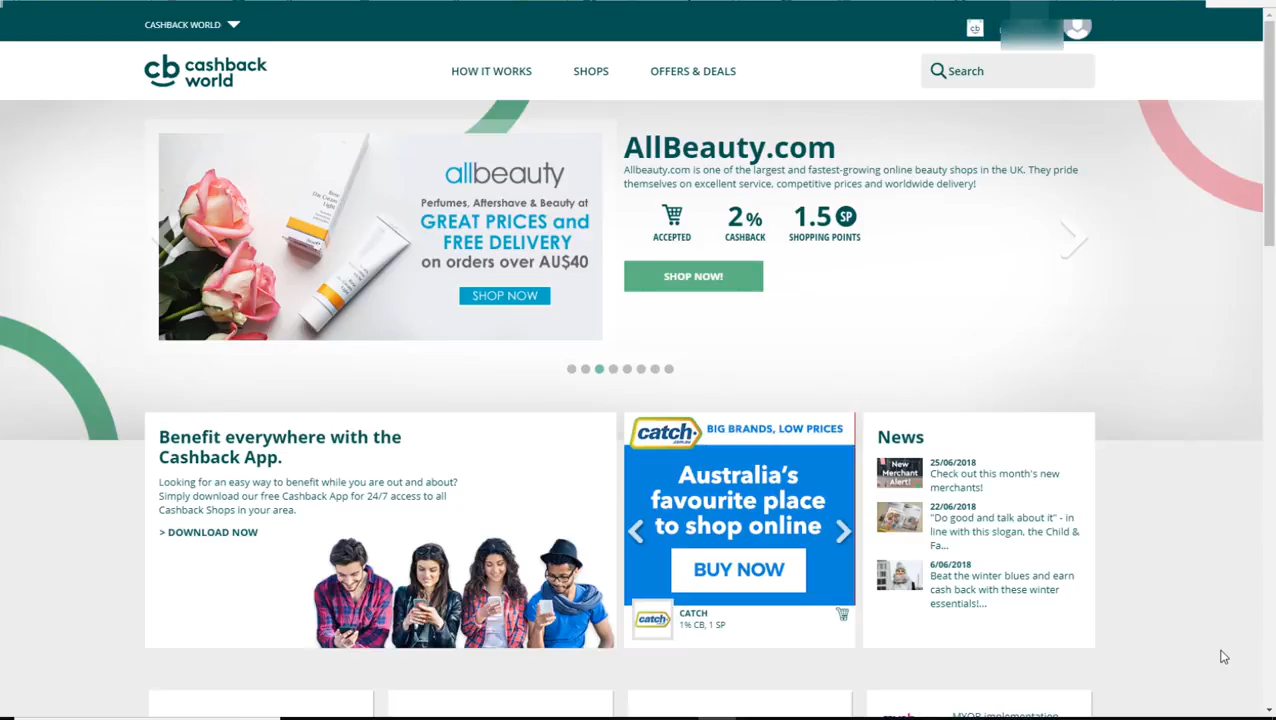 CASHBACK WORLD
cb
cb cashback
world
HOW IT WORKS
SHOPS
OFFERS & DEALS
Search
allbeauty
Perfumes, Aftershave & Beauty at
GREAT PRICES and
FREE DELIVERY
on orders over AU$40
SHOP NOW
AllBeauty.com
Allbeauty.com is one of the largest and fastest-growing online beauty shops in the UK. They pride
themselves on excellent service, competitive prices and worldwide delivery!
2% 1.5 SP
ACCEPTED CASHBACK SHOPPING POINTS
SHOP NOW!
Benefit everywhere with the
Cashback App.
Looking for an easy way to benefit while you are out and about?
Simply download our free Cashback App for 24/7 access to all
Cashback Shops in your area.
> DOWNLOAD NOW
catch.com.au
BIG BRANDS, LOW PRICES
Australia's
favourite place
to shop online
BUY NOW
catch
CATCH
1% CB, 1 SP
News
New
Merchant
Alert!
25/06/2018
Check out this month's new
merchants!
22/06/2018
"Do good and talk about it" - in
line with this slogan, the Child &
Fa...
6/06/2018
Beat the winter blues and earn
cash back with these winter
essentials!...
MYOB implementation